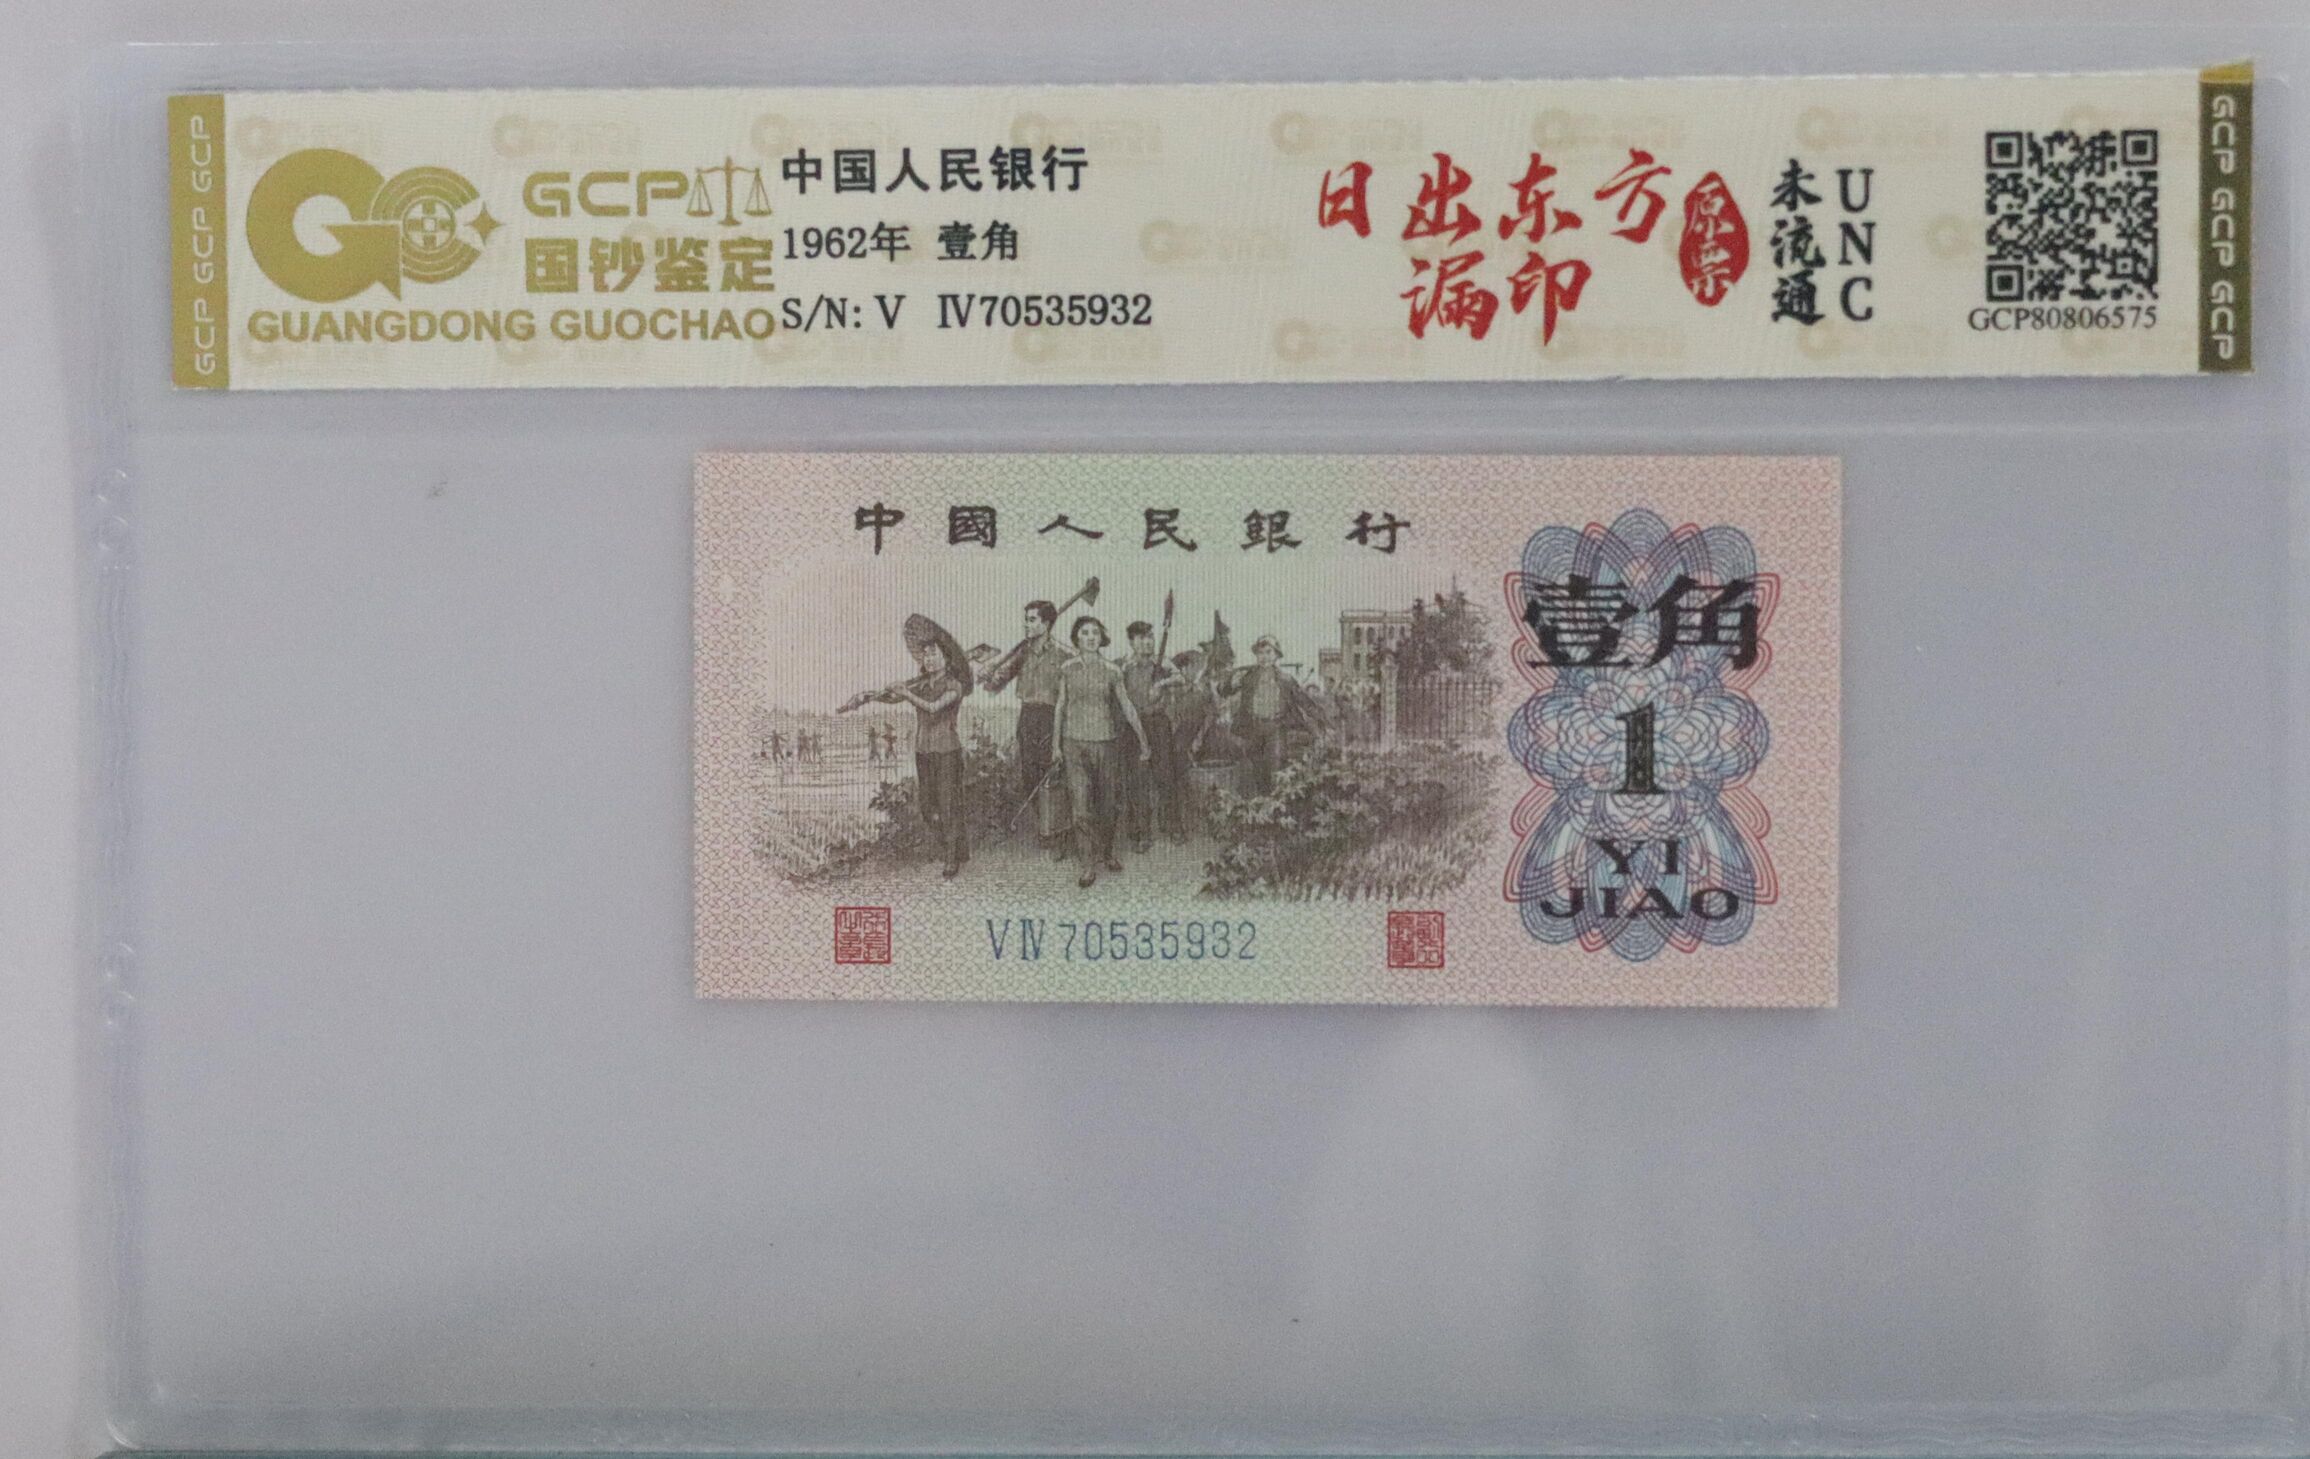 GCP GCP GCP
GCP
国钞鉴定
GUANGDONG GUOCHAO
中国人民银行
1962年 壹角
S/N: V Ⅳ70535932
日出东方
漏印
原票
未流通
UNC
GCP80806575
GCP GCP GCP
中國人民銀行
壹角
1
YI
JIAO
V Ⅳ 70535932